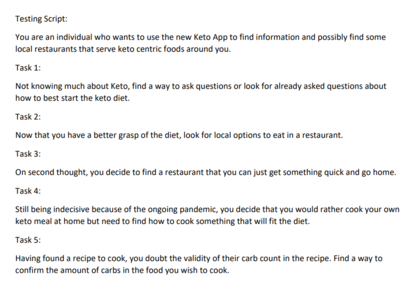 Testing Script:
You are an individual who wants to use the new Keto App to find information and possibly find some
local restaurants that serve keto centric foods around you.
Task 1:
Not knowing much about Keto, find a way to ask questions or look for already asked questions about
how to best start the keto diet.
Task 2:
Now that you have a better grasp of the diet, look for local options to eat in a restaurant.
Task 3:
On second thought, you decide to find a restaurant that you can just get something quick and go home.
Task 4:
Still being indecisive because of the ongoing pandemic, you decide that you would rather cook your own
keto meal at home but need to find how to cook something that will fit the diet.
Task 5:
Having found a recipe to cook, you doubt the validity of their carb count in the recipe. Find a way to
confirm the amount of carbs in the food you wish to cook.